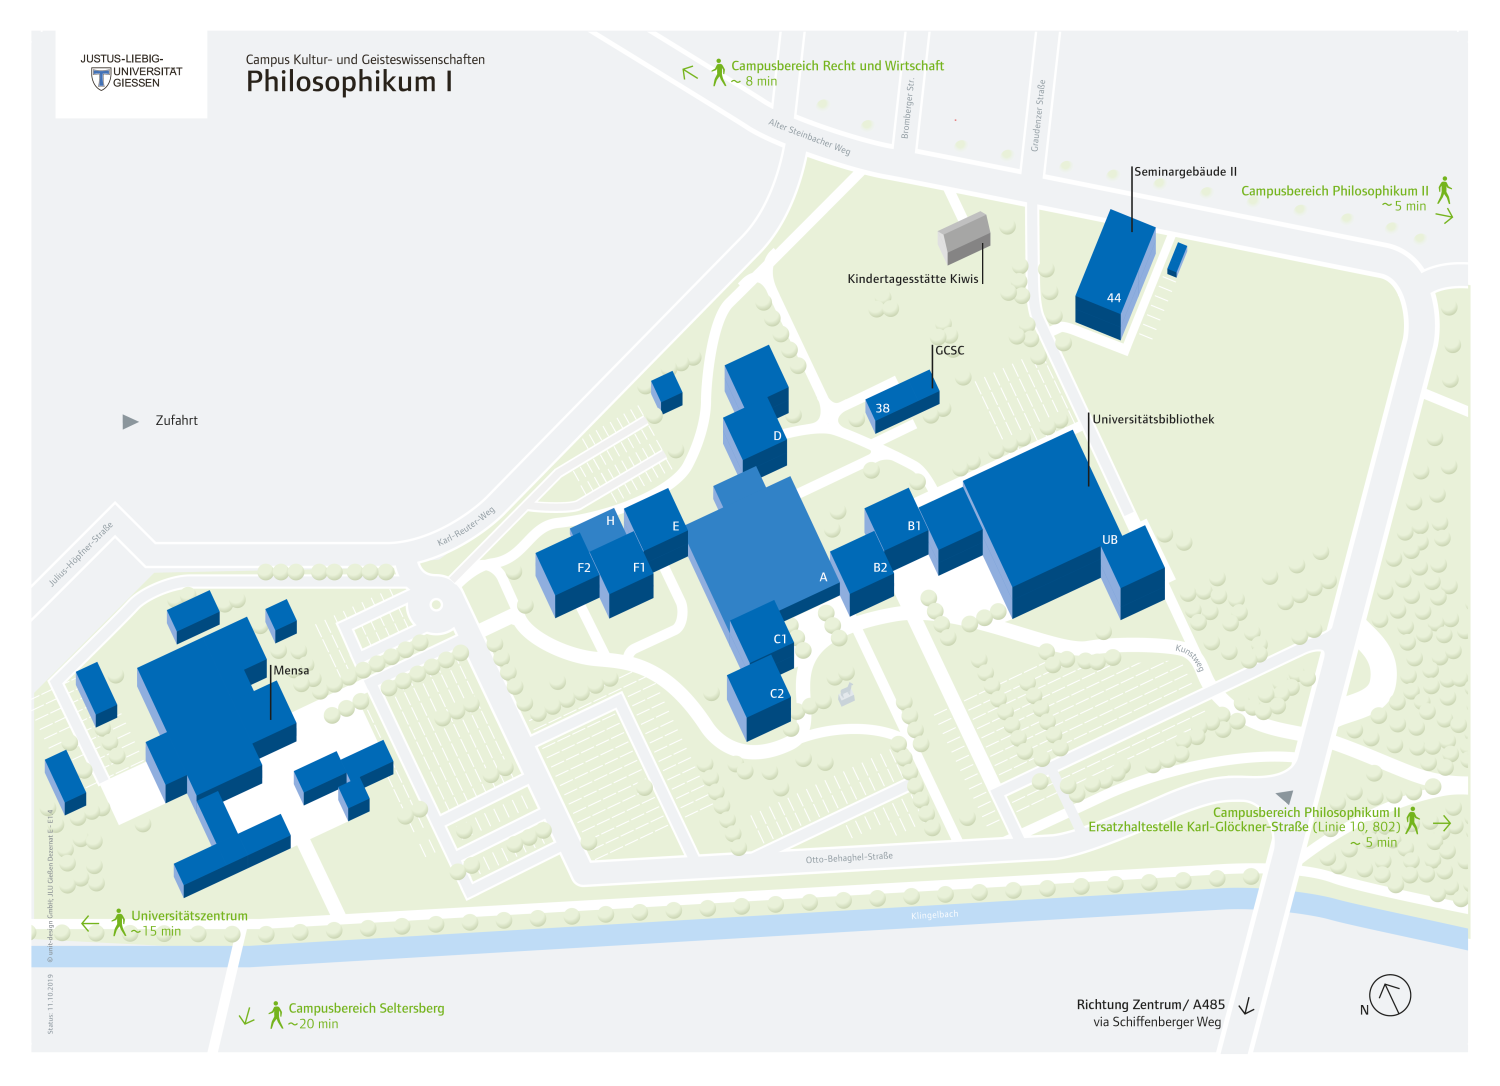 JUSTUS-LIEBIG-
UNIVERSITÄT
GIESSEN
Campus Kultur- und Geisteswissenschaften
Philosophikum I
Campusbereich Recht und Wirtschaft
~ 8 min
Alter Steinbacher Weg
Bromberger Str.
Graudenzer Straße
Seminargebäude II
Campusbereich Philosophikum II
~ 5 min
Kindertagesstätte Kiwis
44
GCSC
38
Zufahrt
Universitätsbibliothek
D
Karl-Reuter-Weg
Julius-Höpfner-Straße
H
E
B1
UB
F2
F1
A
B2
C1
C2
Kunstweg
Mensa
Campusbereich Philosophikum II
Ersatzhaltestelle Karl-Glöckner-Straße (Linie 10, 802)
~ 5 min
Otto-Behaghel-Straße
Klingelbach
Universitätszentrum
~15 min
Campusbereich Seltersberg
~20 min
Richtung Zentrum/ A485
via Schiffenberger Weg
N
Status: 11.10.2019 © unit-design GmbH, JLU Gießen Dezernat E - E1.4